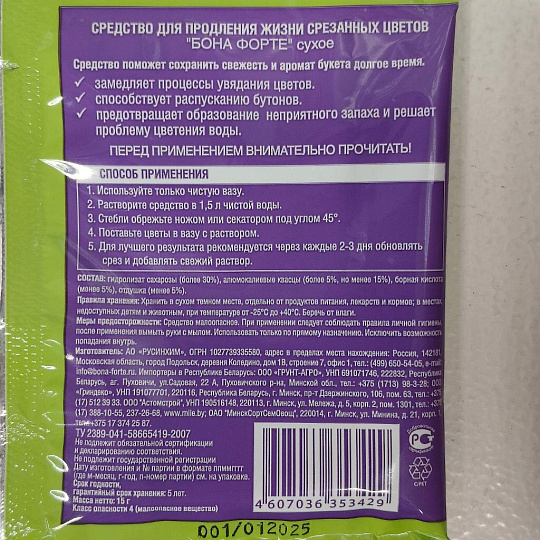 СРЕДСТВО ДЛЯ ПРОДЛЕНИЯ ЖИЗНИ СРЕЗАННЫХ ЦВЕТОВ
"БОНА ФОРТЕ" сухое
Средство поможет сохранить свежесть и аромат букета долгое время.
✓ замедляет процессы увядания цветов.
✓ способствует распусканию бутонов.
✓ предотвращает образование неприятного запаха и решает
проблему цветения воды.
ПЕРЕД ПРИМЕНЕНИЕМ ВНИМАТЕЛЬНО ПРОЧИТАТЬ!
СПОСОБ ПРИМЕНЕНИЯ
1. Используйте только чистую вазу.
2. Растворите средство в 1,5 л чистой воды.
3. Стебли обрежьте ножом или секатором под углом 45°.
4. Поставьте цветы в вазу с раствором.
5. Для лучшего результата рекомендуется через каждые 2-3 дня обновлять
срез и добавлять свежий раствор.
СОСТАВ: гидролизат сахарозы (более 30%), алюмокалиевые квасцы (более 5%, но менее 15%), борная кислота
(менее 5%), отдушка (менее 5%).
Правила хранения: Хранить в сухом темном месте, отдельно от продуктов питания, лекарств и кормов; в местах,
недоступных детям и животным, при температуре от -25°С до +40°С. Беречь от влаги.
Меры предосторожности: Средство малоопасное. При применении следует соблюдать правила личной гигиены,
после применения вымыть руки с мылом. Использовать только по прямому назначению. Исключить возможность
попадания внутрь.
Изготовитель: АО «РУСИНХИМ», ОГРН 1027739335580, адрес в пределах места нахождения: Россия, 14218
Московская область, город Подольск, деревня Коледино, дом 1В, строение 7, офис 1, тел.: (499) 650-54-05, e-mail:
info@bona-forte.ru. Импортеры в Республику Беларусь: ООО «ГРУНТ-АГРО», УНП 691071746, 222832, Республика
Беларусь, аг. Пуховичи, ул.Садовая, 22 А, Пуховичского р-на, Минской обл., тел. +375 (1713) 98-3-28; ООО
«Гриндеко», УНП 191077701, 220116, Республика Беларусь, г. Минск, пр-т Дзержинского, 106, пом. 63, тел.: +375
(17) 512 39 33. ООО "Астомстрой", УНП 190516148, 220113, г. Минск, ул. Мележа, д. 5, корп. 2, пом. 1301, тел.: +375
(17) 388-10-55, 237-26-68, www.mile.by; ОАО "МинскСортСемОвощ", 220014, г. Минск, ул. Минина, д. 21, корп. 1,
тел. +375 17 374 25 87.
ТУ 2389-041-58665419-2007
Не подлежит обязательной сертификации
и декларированию соответствия.
Не подлежит государственной регистрации
Дату изготовления и № партии в формате пппммгггг
(где м-месяц, г-год, п-номер партии) см. на упаковке.
Срок годности,
гарантийный срок хранения: 5 лет.
Масса нетто: 15 г
Класс опасности 4 (малоопасное вещество)
4 607036 353429
РС
001/012025